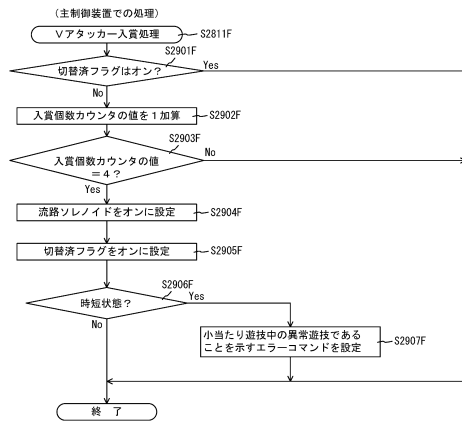 （主制御装置での処理）
Vアタッカー入賞処理
S2811F
S2901F
切替済フラグはオン？
Yes
No
入賞個数カウンタの値を１加算
S2902F
S2903F
入賞個数カウンタの値
＝４？
No
Yes
流路ソレノイドをオンに設定
S2904F
切替済フラグをオンに設定
S2905F
S2906F
時短状態？
Yes
No
小当たり遊技中の異常遊技である
ことを示すエラーコマンドを設定
S2907F
終　了